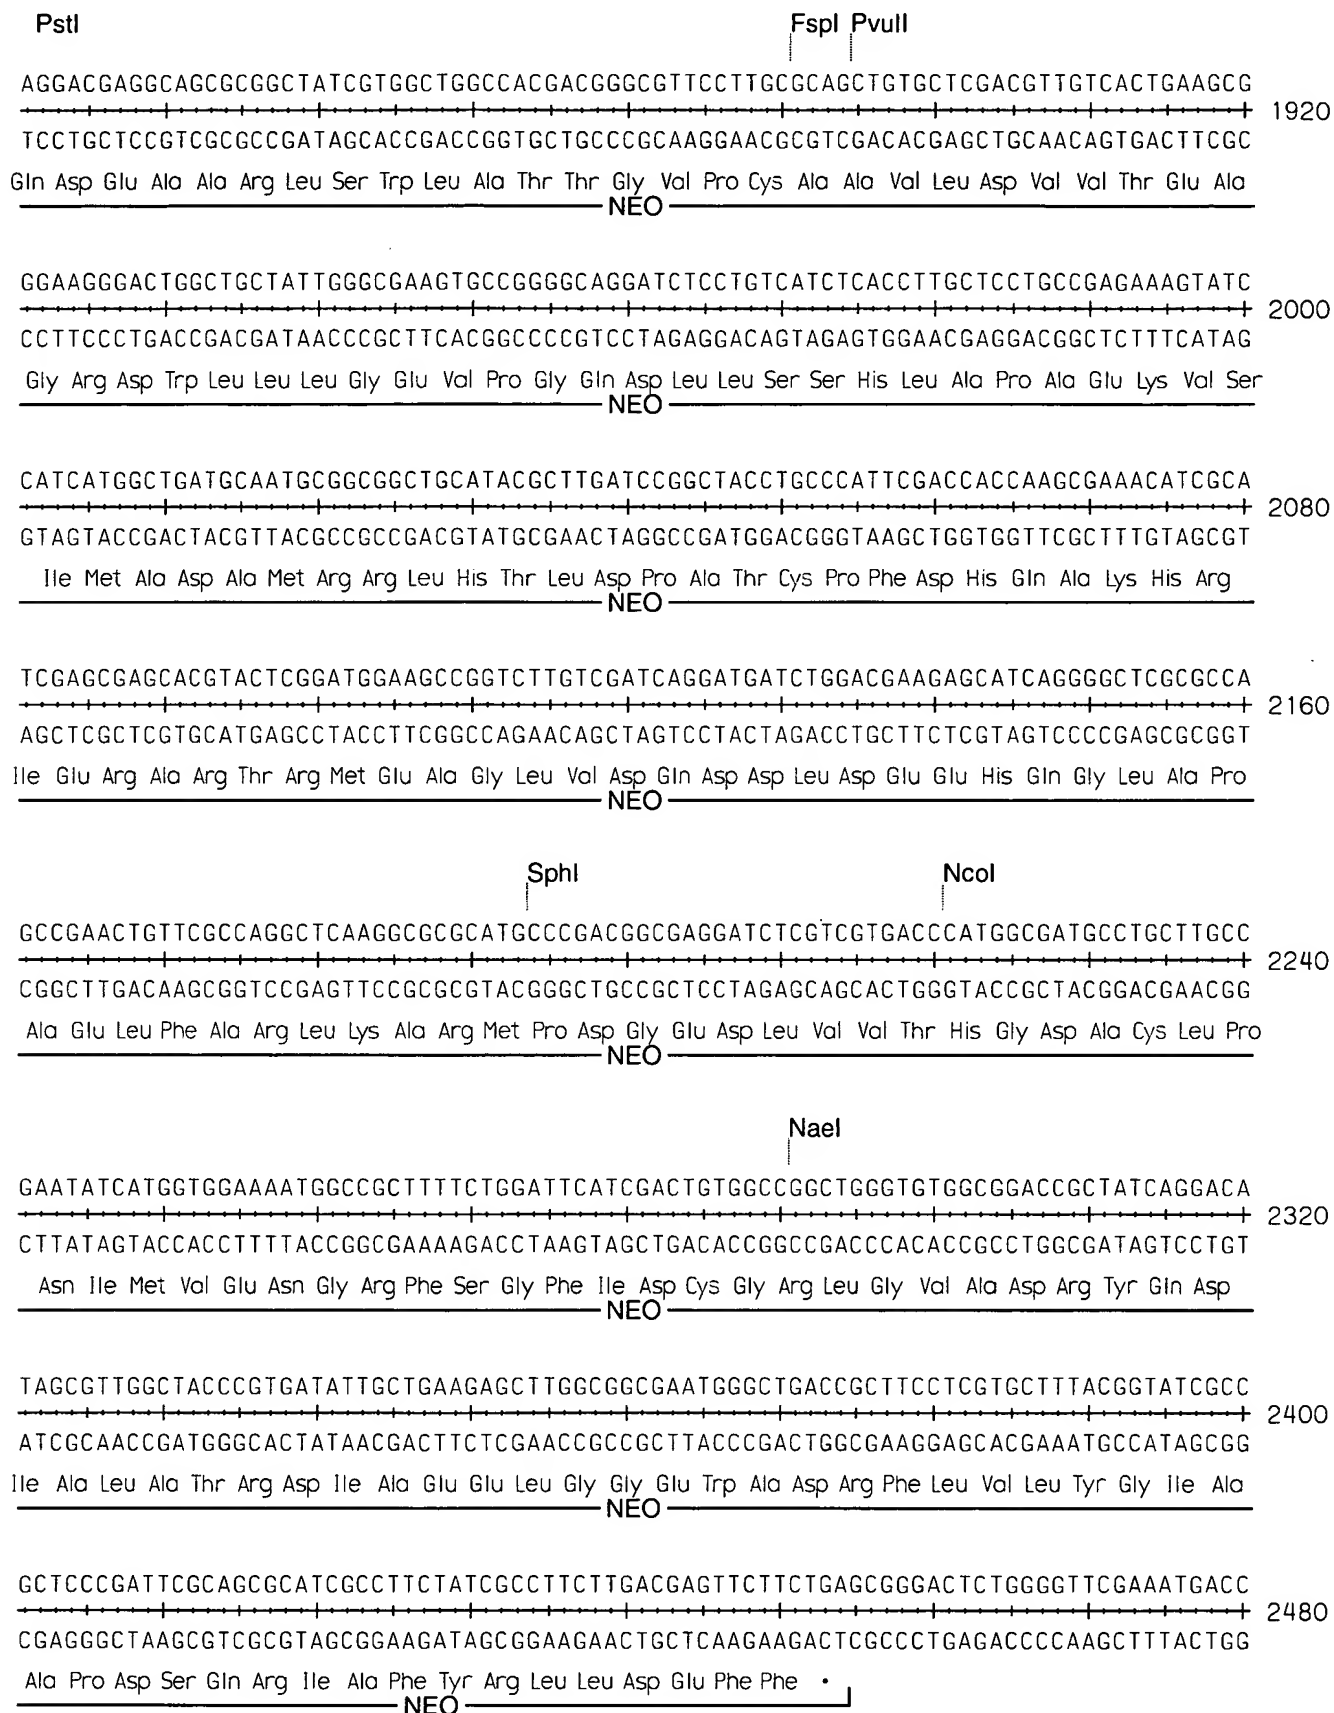 PstI FspI PvuII
AGGACGAGGCAGCGCGGCTATCGTGGCTGGCCACGACGGGCGTTCCTTGCGCAGCTGTGCTCGACGTTGTCACTGAAGCG
1920
TCCTGCTCCGTCGCGCCGATAGCACCGACCGGTGCTGCCCGCAAGGAACGCGTCGACACGAGCTGCAACAGTGACTTCGC
Gln Asp Glu Ala Ala Arg Leu Ser Trp Leu Ala Thr Thr Gly Val Pro Cys Ala Ala Val Leu Asp Val Val Thr Glu Ala
NEO
GGAAGGGACTGGCTGCTATTGGGCGAAGTGCCGGGGCAGGATCTCCTGTCATCTCACCTTGCTCCTGCCGAGAAAGTATC
2000
CCTTCCCTGACCGACGATAACCCGCTTCACGGCCCCGTCCTAGAGGACAGTAGAGTGGAACGAGGACGGCTCTTTCATAG
Gly Arg Asp Trp Leu Leu Leu Gly Glu Val Pro Gly Gln Asp Leu Leu Ser Ser His Leu Ala Pro Ala Glu Lys Val Ser
NEO
CATCATGGCTGATGCAATGCGGCGGCTGCATACGCTTGATCCGGCTACCTGCCCATTCGACCACCAAGCGAAACATCGCA
2080
GTAGTACCGACTACGTTACGCCGCCGACGTATGCGAACTAGGCCGATGGACGGGTAAGCTGGTGGTTCGCTTTGTAGCGT
Ile Met Ala Asp Ala Met Arg Arg Leu His Thr Leu Asp Pro Ala Thr Cys Pro Phe Asp His Gln Ala Lys His Arg
NEO
TCGAGCGAGCACGTACTCGGATGGAAGCCGGTCTTGTCGATCAGGATGATCTGGACGAAGAGCATCAGGGGCTCGCGCCA
2160
AGCTCGCTCGTGCATGAGCCTACCTTCGGCCAGAACAGCTAGTCCTACTAGACCTGCTTCTCGTAGTCCCCGAGCGCGGT
Ile Glu Arg Ala Arg Thr Arg Met Glu Ala Gly Leu Val Asp Gln Asp Asp Leu Asp Glu Glu His Gln Gly Leu Ala Pro
NEO
SphI NcoI
GCCGAACTGTTCGCCAGGCTCAAGGCGCGCATGCCCGACGGCGAGGATCTCGTCGTGACCCATGGCGATGCCTGCTTGCC
2240
CGGCTTGACAAGCGGTCCGAGTTCCGCGCGTACGGGCTGCCGCTCCTAGAGCAGCACTGGGTACCGCTACGGACGAACGG
Ala Glu Leu Phe Ala Arg Leu Lys Ala Arg Met Pro Asp Gly Glu Asp Leu Val Val Thr His Gly Asp Ala Cys Leu Pro
NEO
NaeI
GAATATCATGGTGGAAAATGGCCGCTTTTCTGGATTCATCGACTGTGGCCGGCTGGGTGTGGCGGACCGCTATCAGGACA
2320
CTTATAGTACCACCTTTTACCGGCGAAAAGACCTAAGTAGCTGACACCGGCCGACCCACACCGCCTGGCGATAGTCCTGT
Asn Ile Met Val Glu Asn Gly Arg Phe Ser Gly Phe Ile Asp Cys Gly Arg Leu Gly Val Ala Asp Arg Tyr Gln Asp
NEO
TAGCGTTGGCTACCCGTGATATTGCTGAAGAGCTTGGCGGCGAATGGGCTGACCGCTTCCTCGTGCTTTACGGTATCGCC
2400
ATCGCAACCGATGGGCACTATAACGACTTCTCGAACCGCCGCTTACCCGACTGGCGAAGGAGCACGAAATGCCATAGCGG
Ile Ala Leu Ala Thr Arg Asp Ile Ala Glu Glu Leu Gly Gly Glu Trp Ala Asp Arg Phe Leu Val Leu Tyr Gly Ile Ala
NEO
GCTCCCGATTCGCAGCGCATCGCCTTCTATCGCCTTCTTGACGAGTTCTTCTGAGCGGGACTCTGGGGTTCGAAATGACC
2480
CGAGGGCTAAGCGTCGCGTAGCGGAAGATAGCGGAAGAACTGCTCAAGAAGACTCGCCCTGAGACCCCAAGCTTTACTGG
Ala Pro Asp Ser Gln Arg Ile Ala Phe Tyr Arg Leu Leu Asp Glu Phe Phe •
NEO